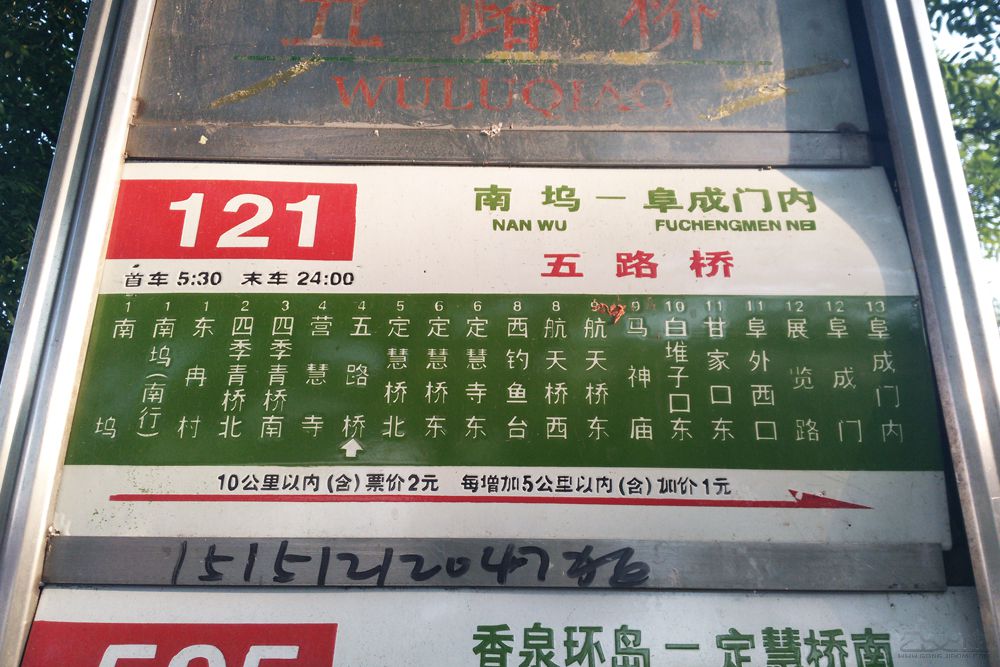 五路桥
WULUQIAO
121
南坞－阜成门内
NAN WU FUCHENGMEN NEI
五路桥
首车 5:30 末车 24:00
1 1 1 2 3 4 4 5 6 6 8 8 9 9 10 11 11 12 12 13
南坞
南坞(南行)
东冉村
四季青桥北
四季青桥南
营慧寺
五路桥
定慧桥北
定慧桥东
定慧寺东
西钓鱼台
航天桥西
航天桥东
马神庙
白堆子口东
甘家口东
阜外西口
展览路
阜成门
阜成门内
10公里以内(含)票价2元 每增加5公里以内(含)加价1元
15151212047
505
香泉环岛－定慧桥南